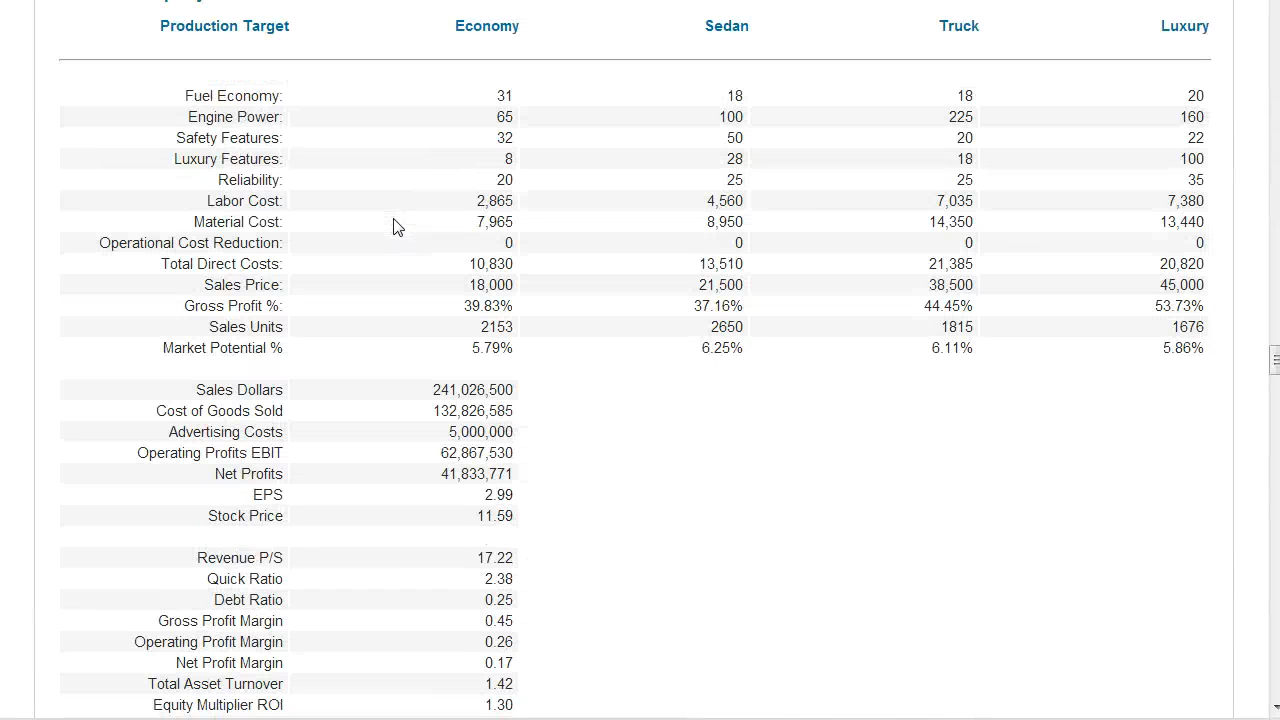 Production Target Economy Sedan Truck Luxury
Fuel Economy: 31 18 18 20
Engine Power: 65 100 225 160
Safety Features: 32 50 20 22
Luxury Features: 8 28 18 100
Reliability: 20 25 25 35
Labor Cost: 2,865 4,560 7,035 7,380
Material Cost: 7,965 8,950 14,350 13,440
Operational Cost Reduction: 0 0 0 0
Total Direct Costs: 10,830 13,510 21,385 20,820
Sales Price: 18,000 21,500 38,500 45,000
Gross Profit %: 39.83% 37.16% 44.45% 53.73%
Sales Units 2153 2650 1815 1676
Market Potential % 5.79% 6.25% 6.11% 5.86%
Sales Dollars 241,026,500
Cost of Goods Sold 132,826,585
Advertising Costs 5,000,000
Operating Profits EBIT 62,867,530
Net Profits 41,833,771
EPS 2.99
Stock Price 11.59
Revenue P/S 17.22
Quick Ratio 2.38
Debt Ratio 0.25
Gross Profit Margin 0.45
Operating Profit Margin 0.26
Net Profit Margin 0.17
Total Asset Turnover 1.42
Equity Multiplier ROI 1.30